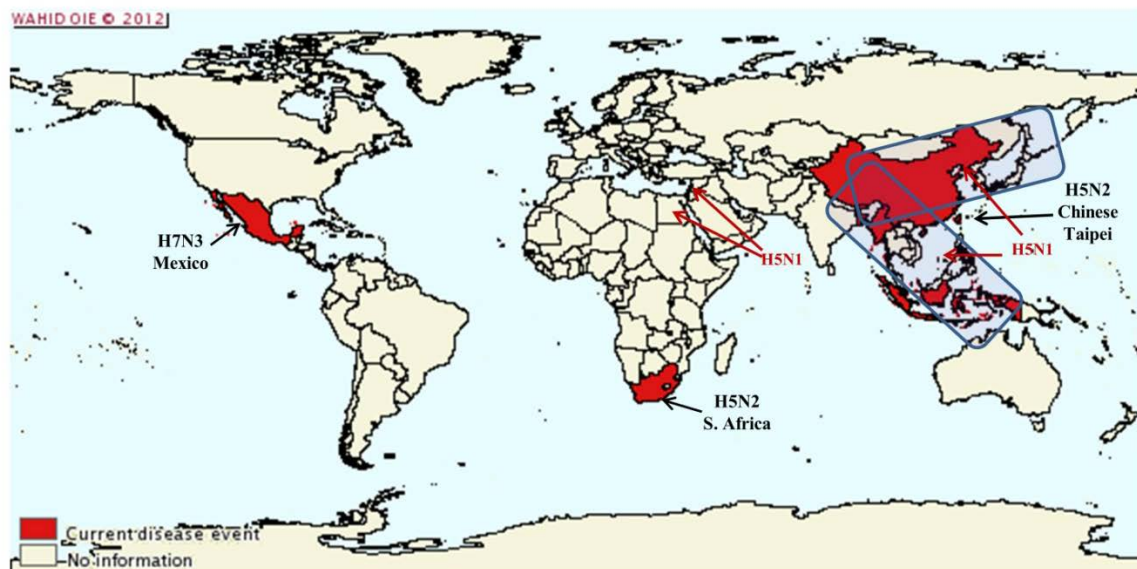 WAHID OIE © 2012
H7N3
Mexico
H5N1
H5N2
Chinese
Taipei
H5N1
H5N2
S. Africa
Current disease event
No information